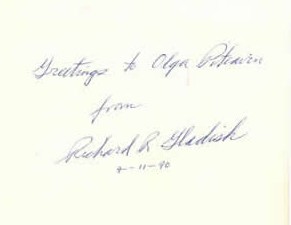 Greetings to Olga
from
Richard R Gladish
4-11-90